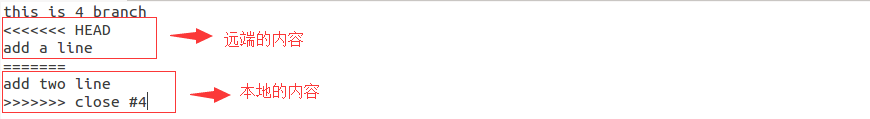 this is 4 branch
<<<<<<< HEAD
add a line
远端的内容
=======
add two line
>>>>>>> close #4
本地的内容